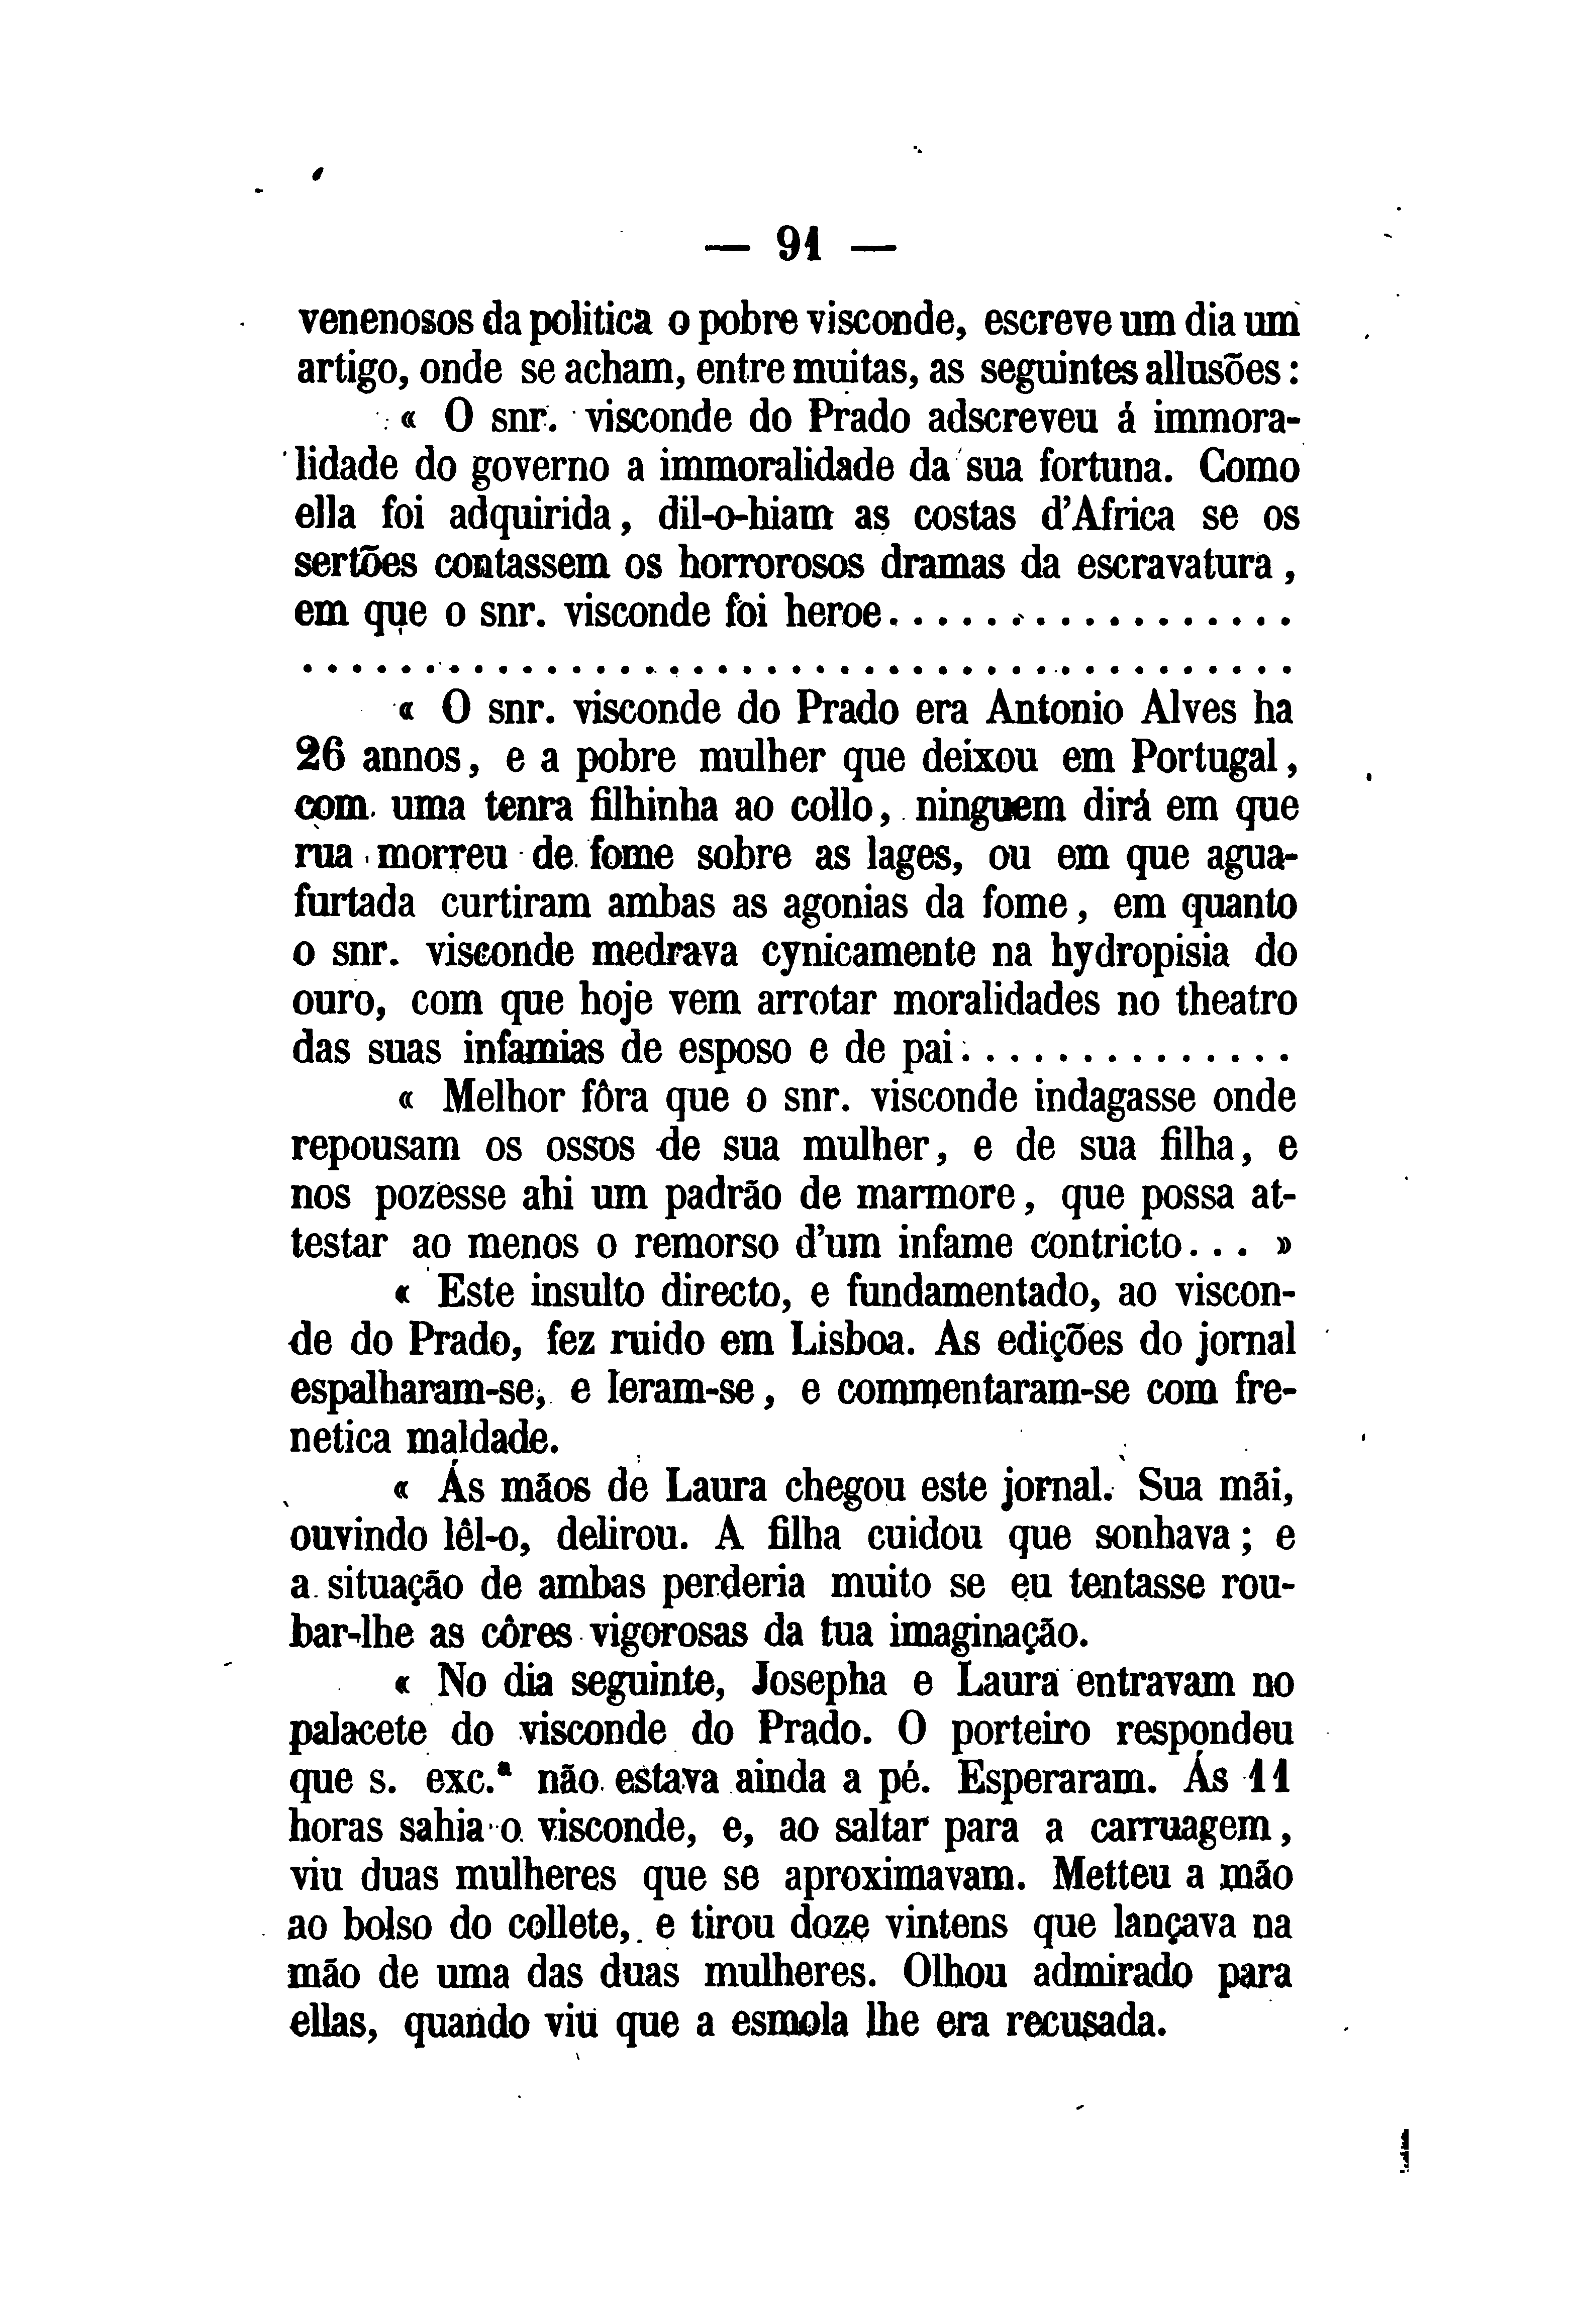 — 91 —
venenosos da politica o pobre visconde, escreve um dia um
artigo, onde se acham, entre muitas, as seguintes allusões :
« O snr. visconde do Prado adscreveu á immora-
lidade do governo a immoralidade da sua fortuna. Como
ella foi adquirida, dil-o-hiam as costas d'Africa se os
sertões contassem os horrorosos dramas da escravatura,
em que o snr. visconde foi heroe.................
.........................................
« O snr. visconde do Prado era Antonio Alves ha
26 annos, e a pobre mulher que deixou em Portugal,
com uma tenra filhinha ao collo, ninguem dirá em que
rua morreu de fome sobre as lages, ou em que agua-
furtada curtiram ambas as agonias da fome, em quanto
o snr. visconde medrava cynicamente na hydropisia do
ouro, com que hoje vem arrotar moralidades no theatro
das suas infamias de esposo e de pai..............
« Melhor fôra que o snr. visconde indagasse onde
repousam os ossos de sua mulher, e de sua filha, e
nos pozesse ahi um padrão de marmore, que possa at-
testar ao menos o remorso d'um infame contricto... »
« Este insulto directo, e fundamentado, ao viscon-
de do Prado, fez ruido em Lisboa. As edições do jornal
espalharam-se, e leram-se, e commentaram-se com fre-
netica maldade.
« Ás mãos de Laura chegou este jornal. Sua mãi,
ouvindo lêl-o, delirou. A filha cuidou que sonhava; e
a situação de ambas perderia muito se eu tentasse rou-
bar-lhe as côres vigorosas da tua imaginação.
« No dia seguinte, Josepha e Laura entravam no
palacete do visconde do Prado. O porteiro respondeu
que s. exc.ª não estava ainda a pé. Esperaram. Ás 11
horas sahia o visconde, e, ao saltar para a carruagem,
viu duas mulheres que se aproximavam. Metteu a mão
ao bolso do collete, e tirou doze vintens que lançava na
mão de uma das duas mulheres. Olhou admirado para
ellas, quando viu que a esmola lhe era recusada.